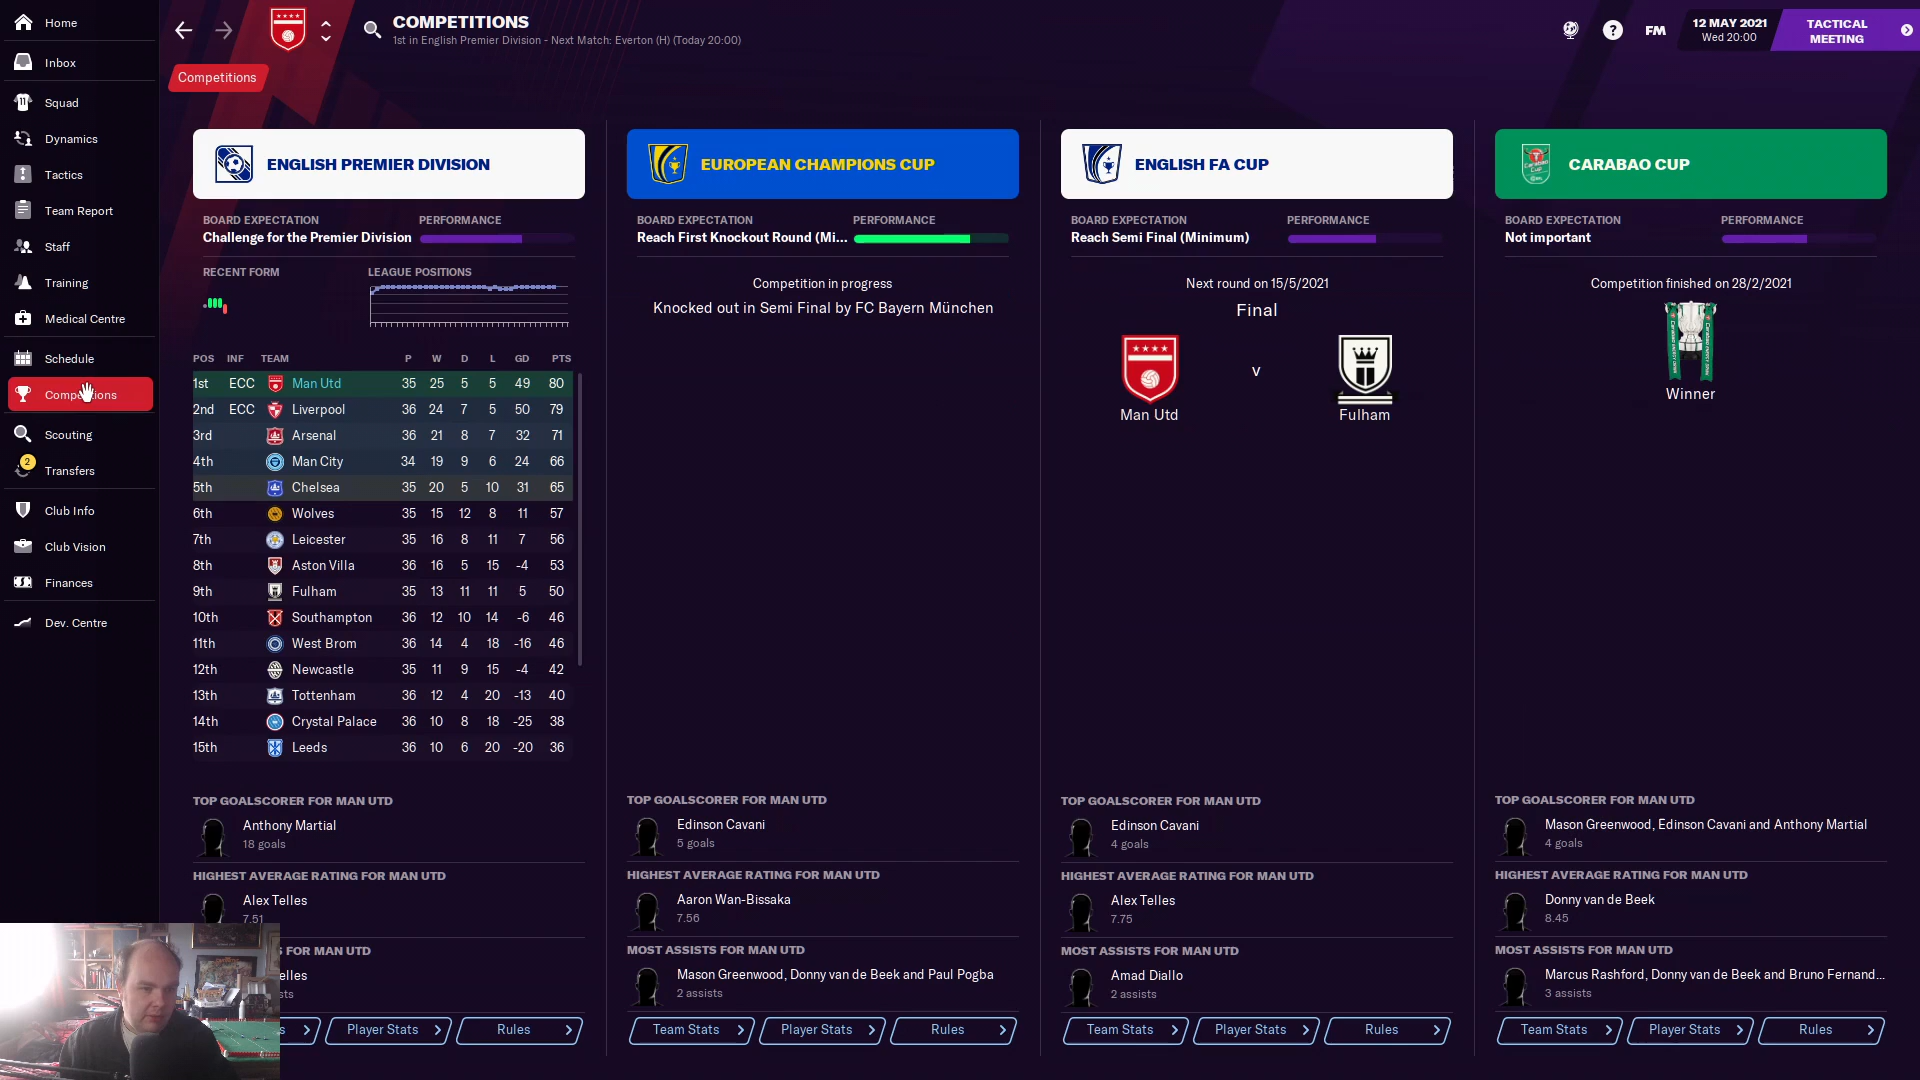 Home
Inbox
Squad
Dynamics
Tactics
Team Report
Staff
Training
Medical Centre
Schedule
Competitions
Scouting
2
Transfers
Club Info
Club Vision
Finances
Dev. Centre
COMPETITIONS
1st in English Premier Division - Next Match: Everton (H) (Today 20:00)
FM
12 MAY 2021
Wed 20:00
TACTICAL
MEETING
Competitions
ENGLISH PREMIER DIVISION
BOARD EXPECTATION PERFORMANCE
Challenge for the Premier Division
RECENT FORM LEAGUE POSITIONS
POS INF TEAM P W D L GD PTS
1st ECC Man Utd 35 25 5 5 49 80
2nd ECC Liverpool 36 24 7 5 50 79
3rd Arsenal 36 21 8 7 32 71
4th Man City 34 19 9 6 24 66
5th Chelsea 35 20 5 10 31 65
6th Wolves 35 15 12 8 11 57
7th Leicester 35 16 8 11 7 56
8th Aston Villa 36 16 5 15 -4 53
9th Fulham 35 13 11 11 5 50
10th Southampton 36 12 10 14 -6 46
11th West Brom 36 14 4 18 -16 46
12th Newcastle 35 11 9 15 -4 42
13th Tottenham 36 12 4 20 -13 40
14th Crystal Palace 36 10 8 18 -25 38
15th Leeds 36 10 6 20 -20 36
TOP GOALSCORER FOR MAN UTD
Anthony Martial
18 goals
HIGHEST AVERAGE RATING FOR MAN UTD
Alex Telles
7.51
S FOR MAN UTD
elles
sts
s Player Stats Rules
EUROPEAN CHAMPIONS CUP
BOARD EXPECTATION PERFORMANCE
Reach First Knockout Round (Mi...
Competition in progress
Knocked out in Semi Final by FC Bayern München
TOP GOALSCORER FOR MAN UTD
Edinson Cavani
5 goals
HIGHEST AVERAGE RATING FOR MAN UTD
Aaron Wan-Bissaka
7.56
MOST ASSISTS FOR MAN UTD
Mason Greenwood, Donny van de Beek and Paul Pogba
2 assists
Team Stats Player Stats Rules
ENGLISH FA CUP
BOARD EXPECTATION PERFORMANCE
Reach Semi Final (Minimum)
Next round on 15/5/2021
Final
v
Man Utd Fulham
TOP GOALSCORER FOR MAN UTD
Edinson Cavani
4 goals
HIGHEST AVERAGE RATING FOR MAN UTD
Alex Telles
7.75
MOST ASSISTS FOR MAN UTD
Amad Diallo
2 assists
Team Stats Player Stats Rules
CARABAO CUP
BOARD EXPECTATION PERFORMANCE
Not important
Competition finished on 28/2/2021
Winner
TOP GOALSCORER FOR MAN UTD
Mason Greenwood, Edinson Cavani and Anthony Martial
4 goals
HIGHEST AVERAGE RATING FOR MAN UTD
Donny van de Beek
8.45
MOST ASSISTS FOR MAN UTD
Marcus Rashford, Donny van de Beek and Bruno Fernand...
3 assists
Team Stats Player Stats Rules